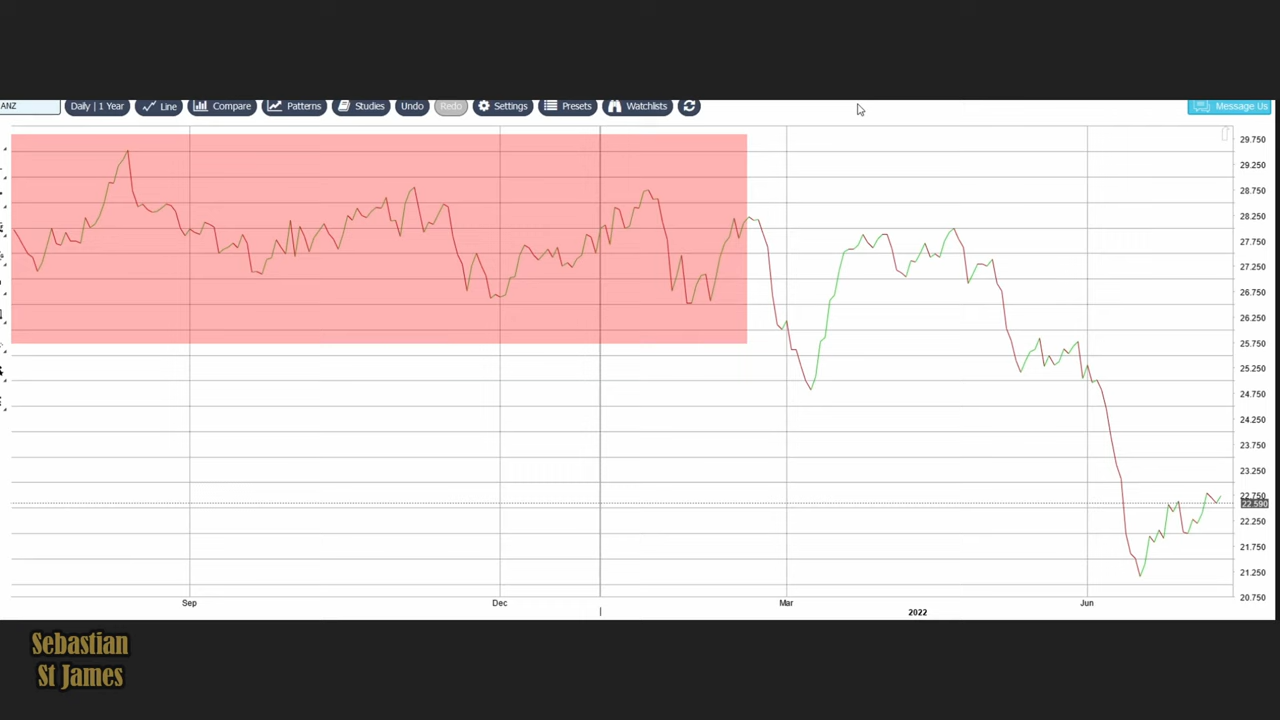 ANZ
Daily | 1 Year
Line
Compare
Patterns
Studies
Undo
Redo
Settings
Presets
Watchlists
Message Us
29.750
29.250
28.750
28.250
27.750
27.250
26.750
26.250
25.750
25.250
24.750
24.250
23.750
23.250
22.750
22.590
22.250
21.750
21.250
20.750
Sep
Dec
Mar
Jun
2022
Sebastian
St James